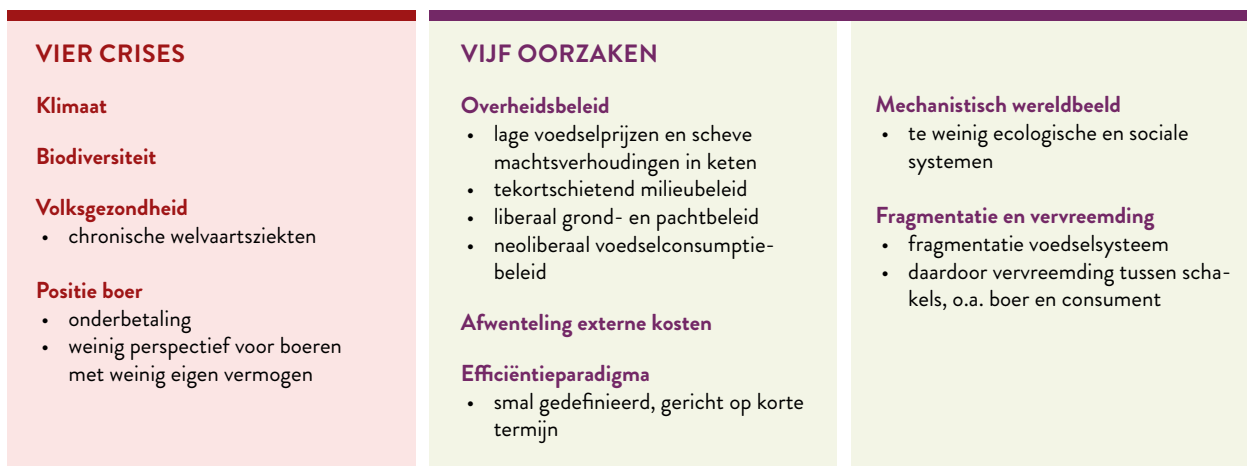 VIER CRISES
Klimaat
Biodiversiteit
Volksgezondheid
• chronische welvaartsziekten
Positie boer
• onderbetaling
• weinig perspectief voor boeren
met weinig eigen vermogen
VIJF OORZAKEN
Overheidsbeleid
• lage voedselprijzen en scheve
machtsverhoudingen in keten
• tekortschietend milieubeleid
• liberaal grond- en pachtbeleid
• neoliberaal voedselconsumptie-
beleid
Afwenteling externe kosten
Efficiëntieparadigma
• smal gedefinieerd, gericht op korte
termijn
Mechanistisch wereldbeeld
• te weinig ecologische en sociale
systemen
Fragmentatie en vervreemding
• fragmentatie voedselsysteem
• daardoor vervreemding tussen scha-
kels, o.a. boer en consument